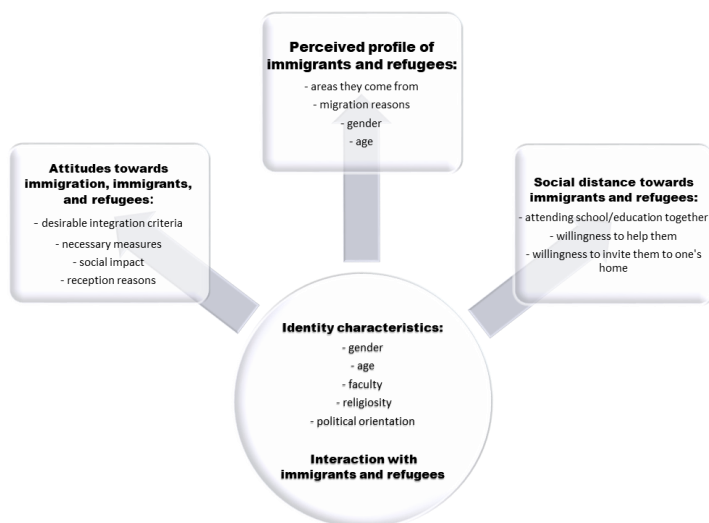 Perceived profile of
immigrants and refugees:
- areas they come from
- migration reasons
- gender
- age
Attitudes towards
immigration, immigrants,
and refugees:
- desirable integration criteria
- necessary measures
- social impact
- reception reasons
Social distance towards
immigrants and refugees:
- attending school/education together
- willingness to help them
- willingness to invite them to one's
home
Identity characteristics:
- gender
- age
- faculty
- religiosity
- political orientation
Interaction with
immigrants and refugees